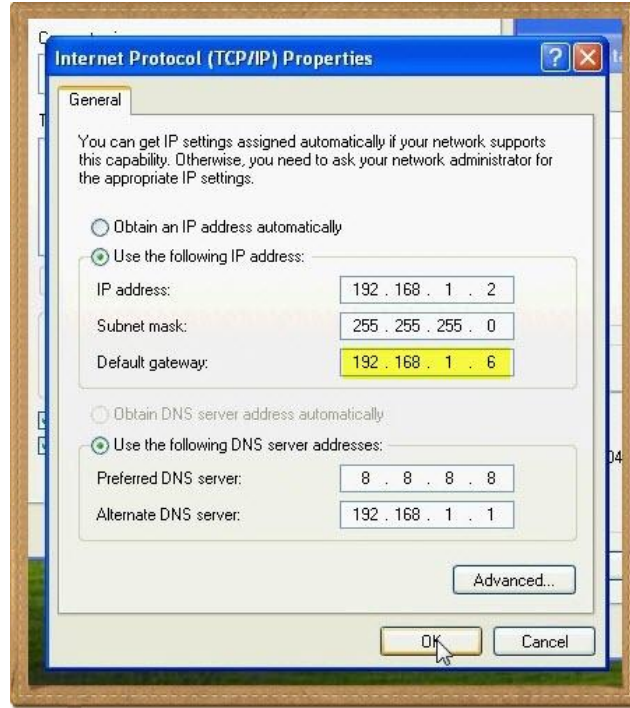 Internet Protocol (TCP/IP) Properties
General
You can get IP settings assigned automatically if your network supports
this capability. Otherwise, you need to ask your network administrator for
the appropriate IP settings.
Obtain an IP address automatically
Use the following IP address:
IP address: 192 . 168 . 1 . 2
Subnet mask: 255 . 255 . 255 . 0
Default gateway: 192 . 168 . 1 . 6
Obtain DNS server address automatically
Use the following DNS server addresses:
Preferred DNS server: 8 . 8 . 8 . 8
Alternate DNS server: 192 . 168 . 1 . 1
Advanced...
OK Cancel